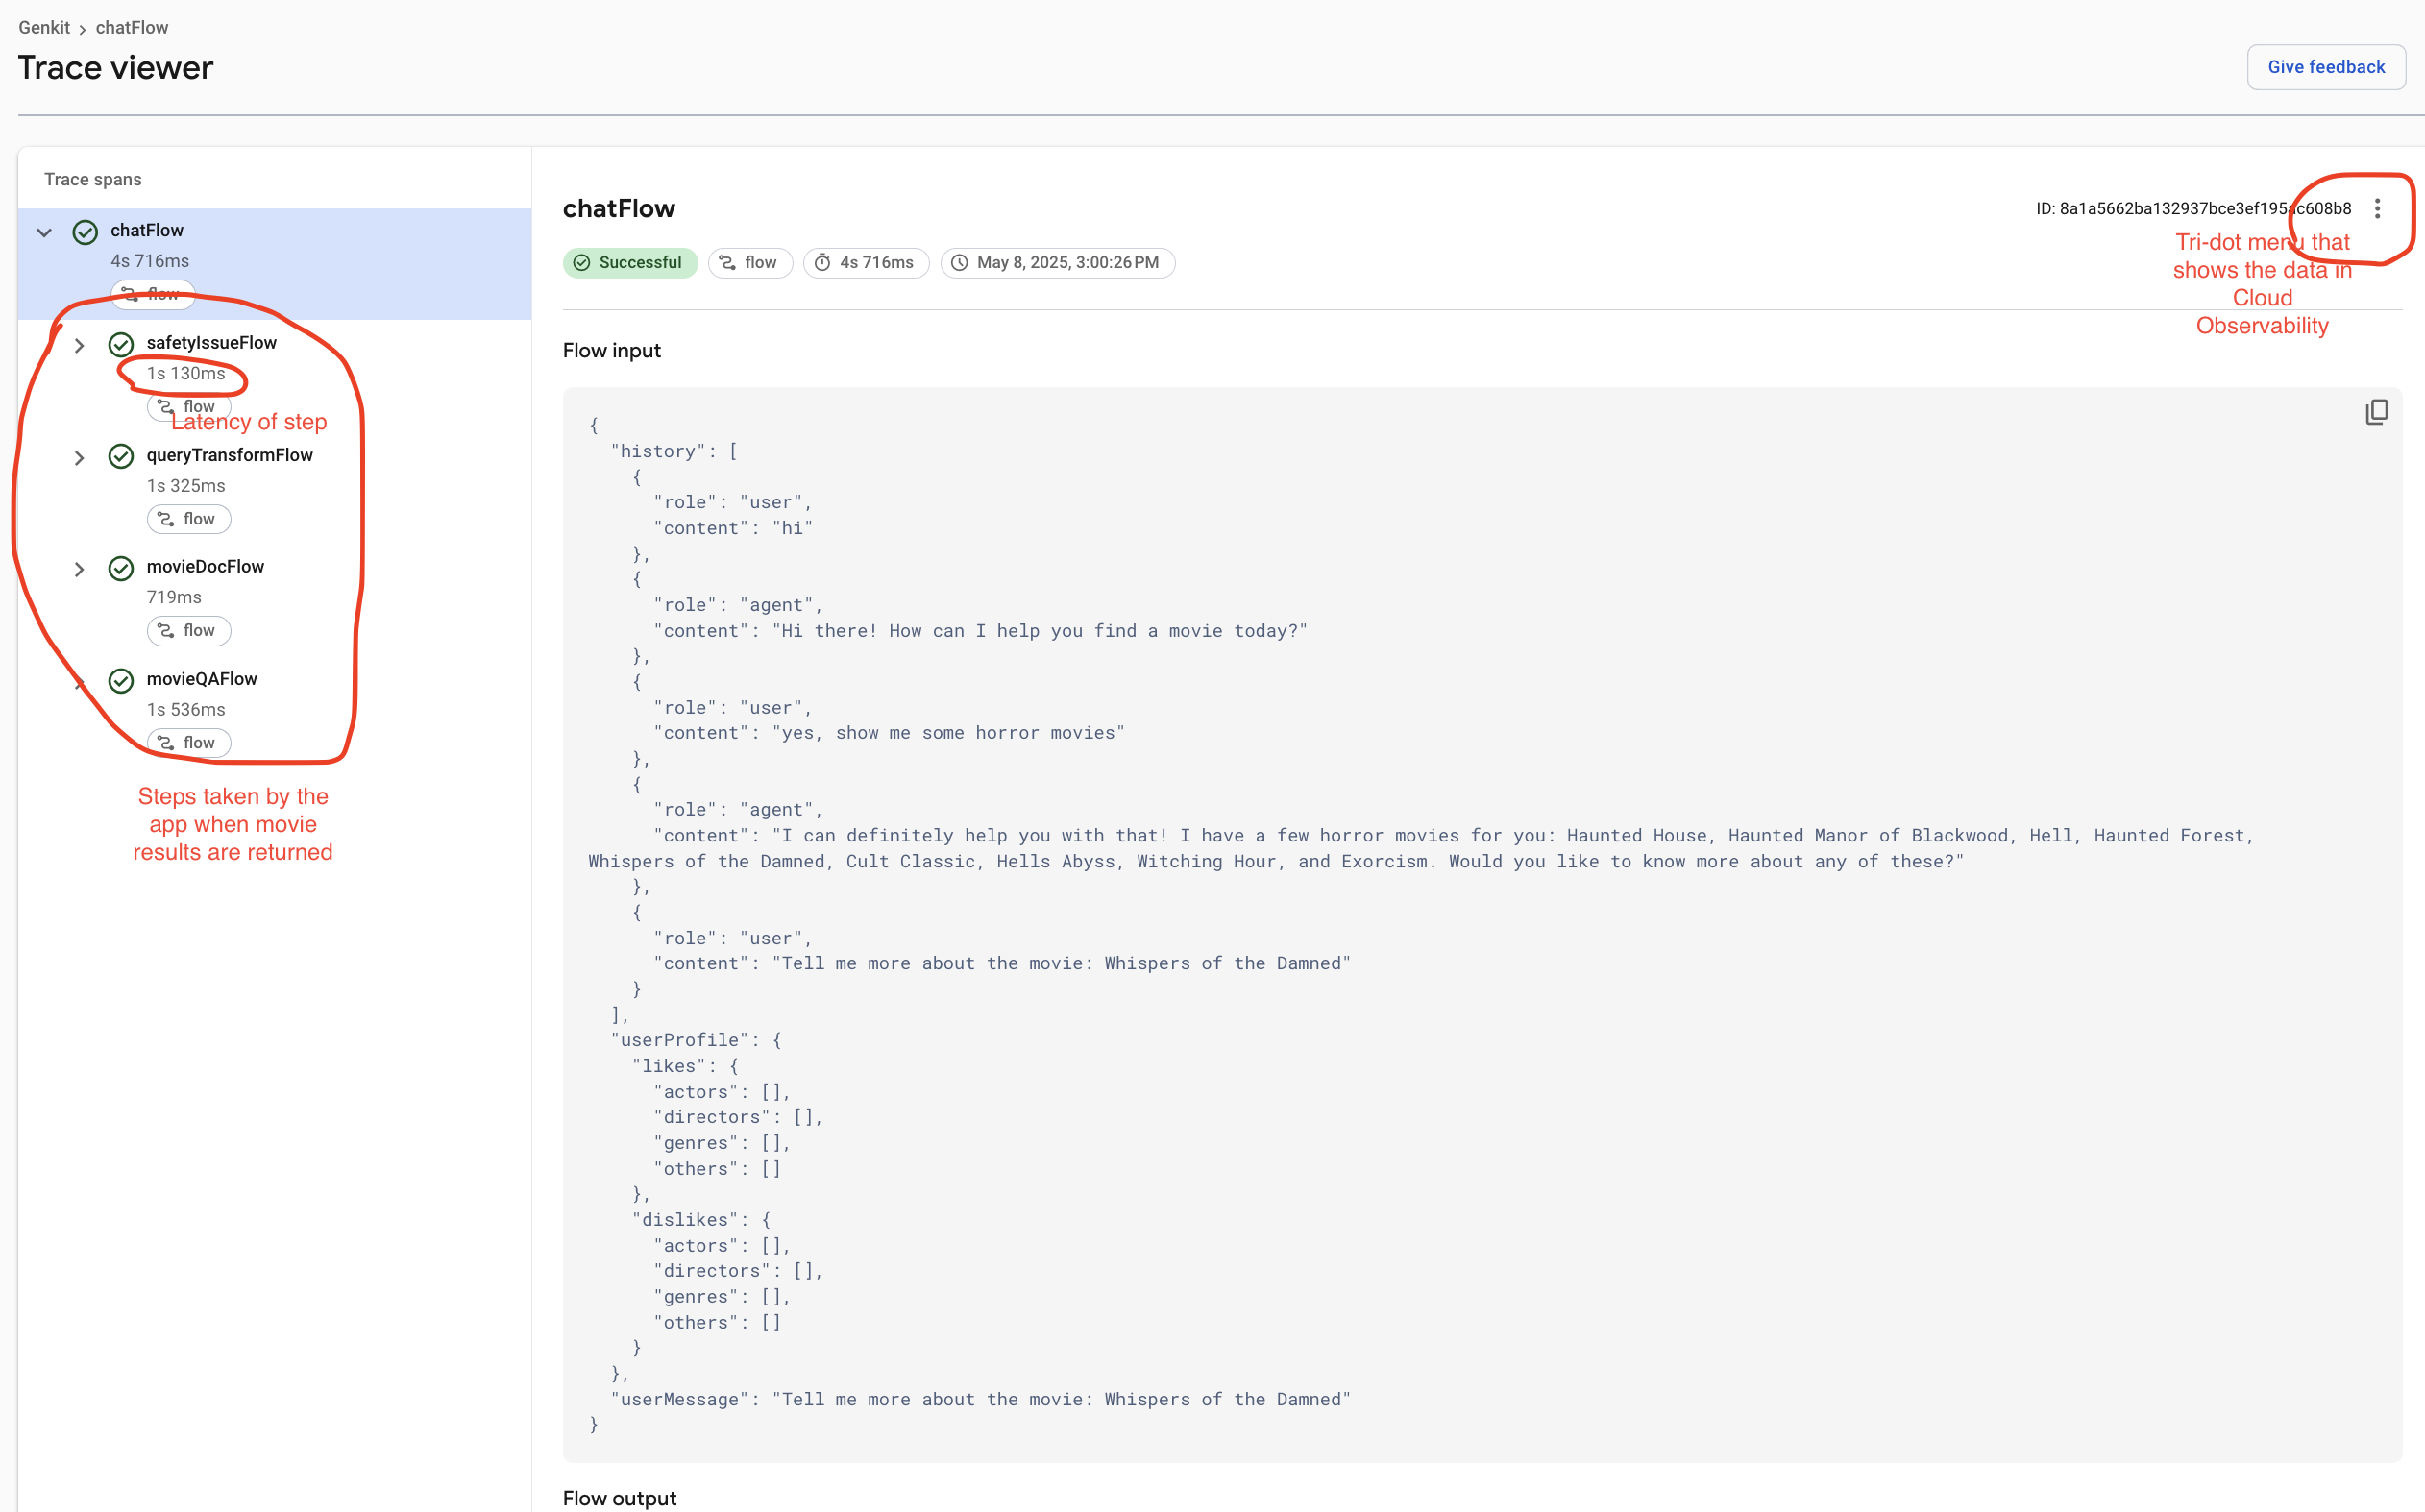 Genkit > chatFlow
Trace viewer
Give feedback
Trace spans
chatFlow
4s 716ms
flow
safetyIssueFlow
1s 130ms
flow
Latency of step
queryTransformFlow
1s 325ms
flow
movieDocFlow
719ms
flow
movieQAFlow
1s 536ms
flow
Steps taken by the
app when movie
results are returned
chatFlow
ID: 8a1a5662ba132937bce3ef195ac608b8
Tri-dot menu that
shows the data in
Cloud
Observability
Successful flow 4s 716ms May 8, 2025, 3:00:26 PM
Flow input
{
"history": [
{
"role": "user",
"content": "hi"
},
{
"role": "agent",
"content": "Hi there! How can I help you find a movie today?"
},
{
"role": "user",
"content": "yes, show me some horror movies"
},
{
"role": "agent",
"content": "I can definitely help you with that! I have a few horror movies for you: Haunted House, Haunted Manor of Blackwood, Hell, Haunted Forest,
Whispers of the Damned, Cult Classic, Hells Abyss, Witching Hour, and Exorcism. Would you like to know more about any of these?"
},
{
"role": "user",
"content": "Tell me more about the movie: Whispers of the Damned"
}
],
"userProfile": {
"likes": {
"actors": [],
"directors": [],
"genres": [],
"others": []
},
"dislikes": {
"actors": [],
"directors": [],
"genres": [],
"others": []
}
},
"userMessage": "Tell me more about the movie: Whispers of the Damned"
}
Flow output